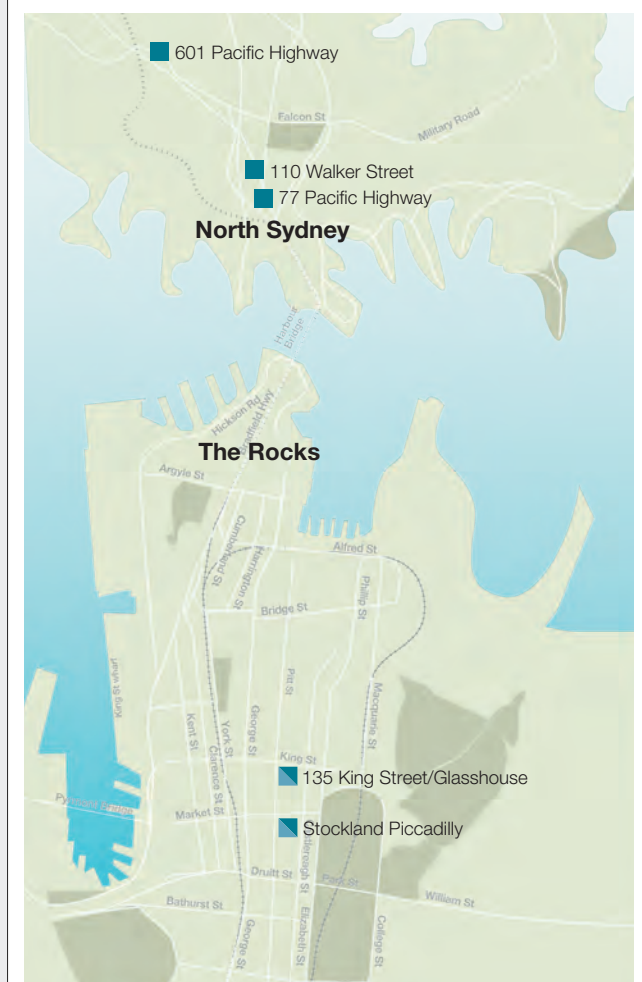 601 Pacific Highway
Falcon St
Military Road
110 Walker Street
77 Pacific Highway
North Sydney
Harbour
Bridge
Hickson Rd
Bradfield Hwy
The Rocks
Argyle St
Cumberland St
Harrington St
Alfred St
Phillip St
Bridge St
King St Wharf
Pitt St
Macquarie St
Kent St
York St
George St
Clarence St
King St
135 King Street/Glasshouse
Pyrmont Bridge
Market St
Stockland Piccadilly
Castlereagh St
Druitt St
Park St
William St
Bathurst St
George St
Elizabeth St
College St